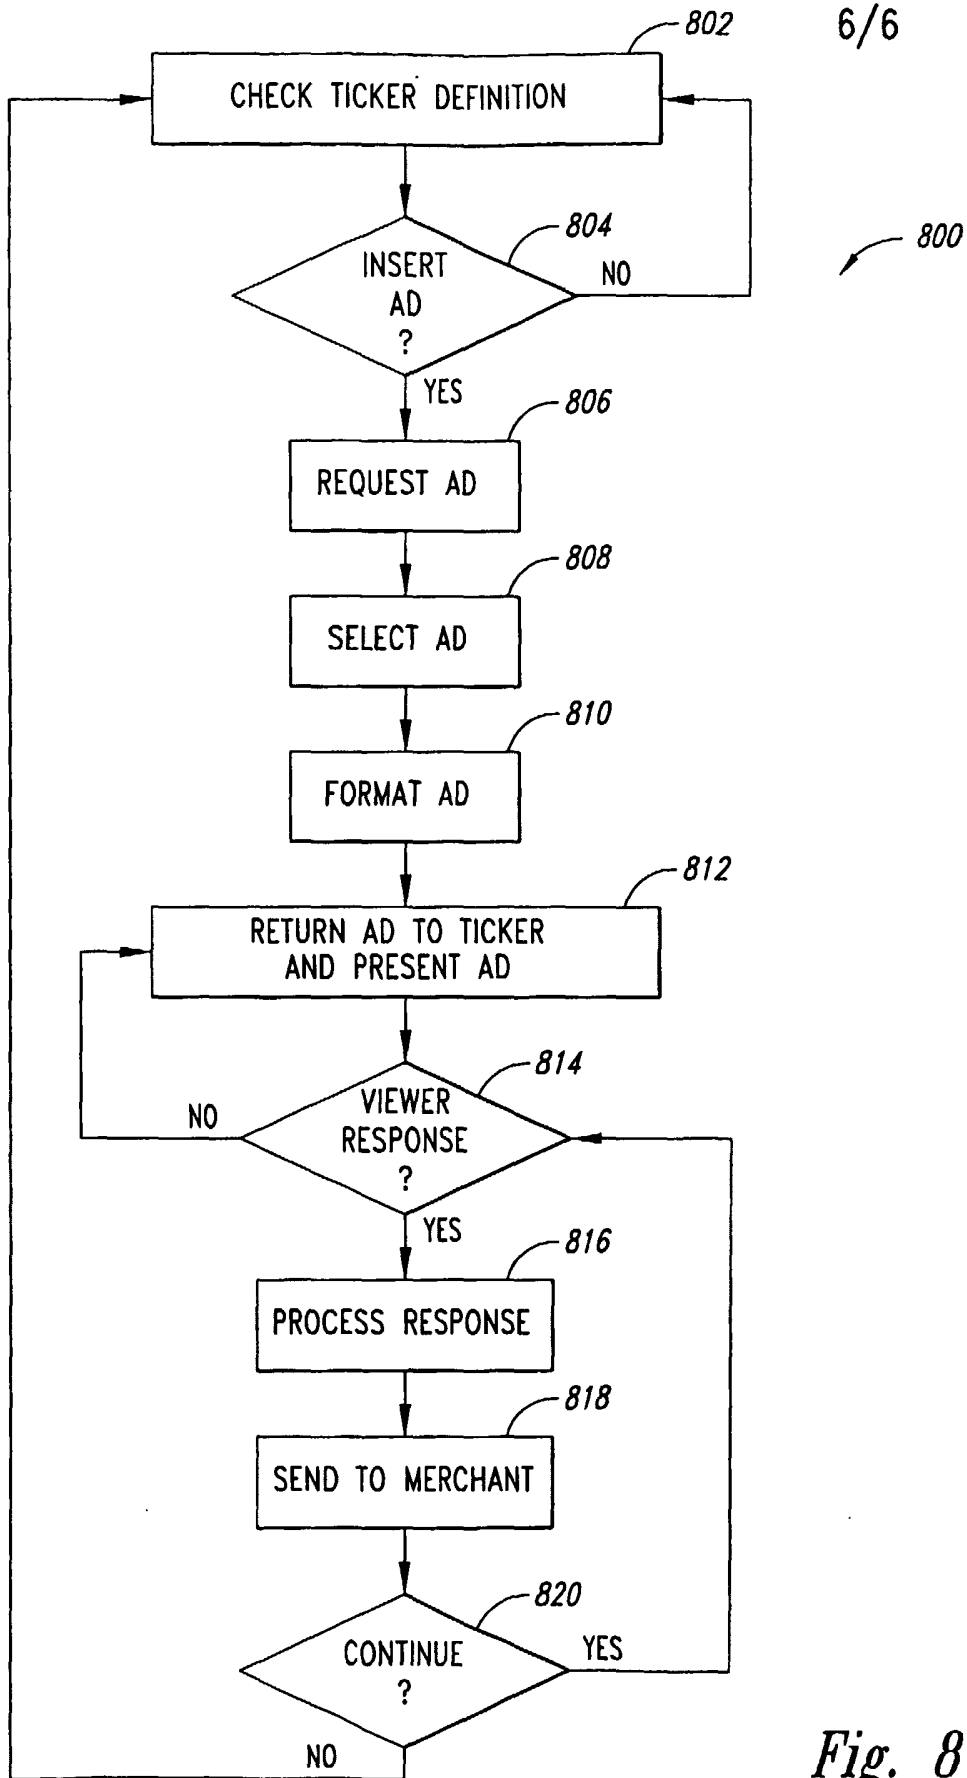 802
6/6
CHECK TICKER DEFINITION
804
800
INSERT
AD
?
NO
YES
806
REQUEST AD
808
SELECT AD
810
FORMAT AD
812
RETURN AD TO TICKER
AND PRESENT AD
814
VIEWER
RESPONSE
?
NO
YES
816
PROCESS RESPONSE
818
SEND TO MERCHANT
820
CONTINUE
?
YES
NO
Fig. 8